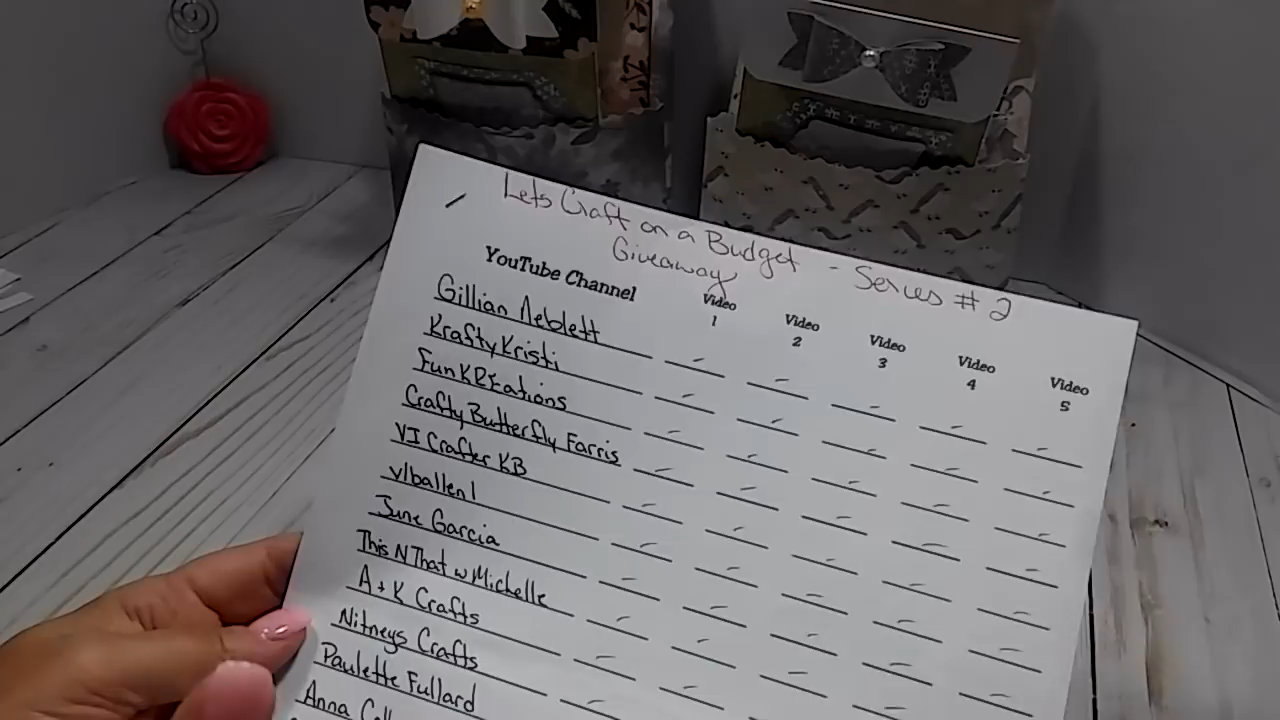 Lets Craft on a Budget - Series # 2
Giveaway
YouTube Channel Video 1 Video 2 Video 3 Video 4 Video 5
Gillian Neblett
KraftyKristi
FunKREations
Crafty Butterfly Farris
VI Crafter KB
vlballen1
June Garcia
This N That w Michelle
A + K Crafts
Nitneys Crafts
Paulette Fullard
Anna